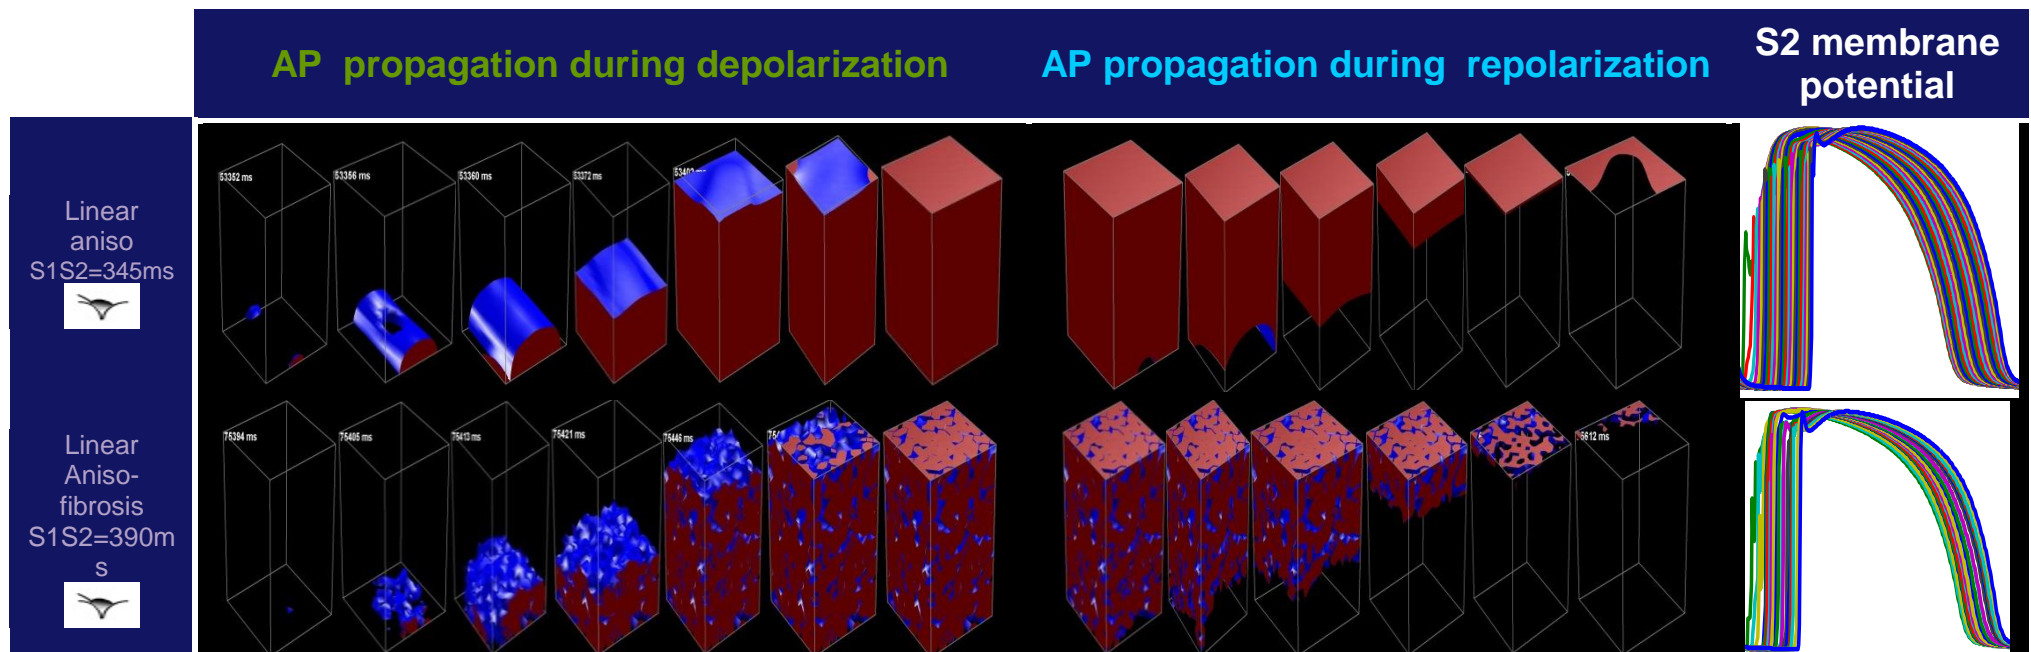 AP propagation during depolarization
AP propagation during repolarization
S2 membrane
potential
Linear
aniso
S1S2=345ms
53352 ms
53356 ms
53360 ms
53372 ms
Linear
Aniso-
fibrosis
S1S2=390m
s
75394 ms
75405 ms
75413 ms
75421 ms
75446 ms
5612 ms